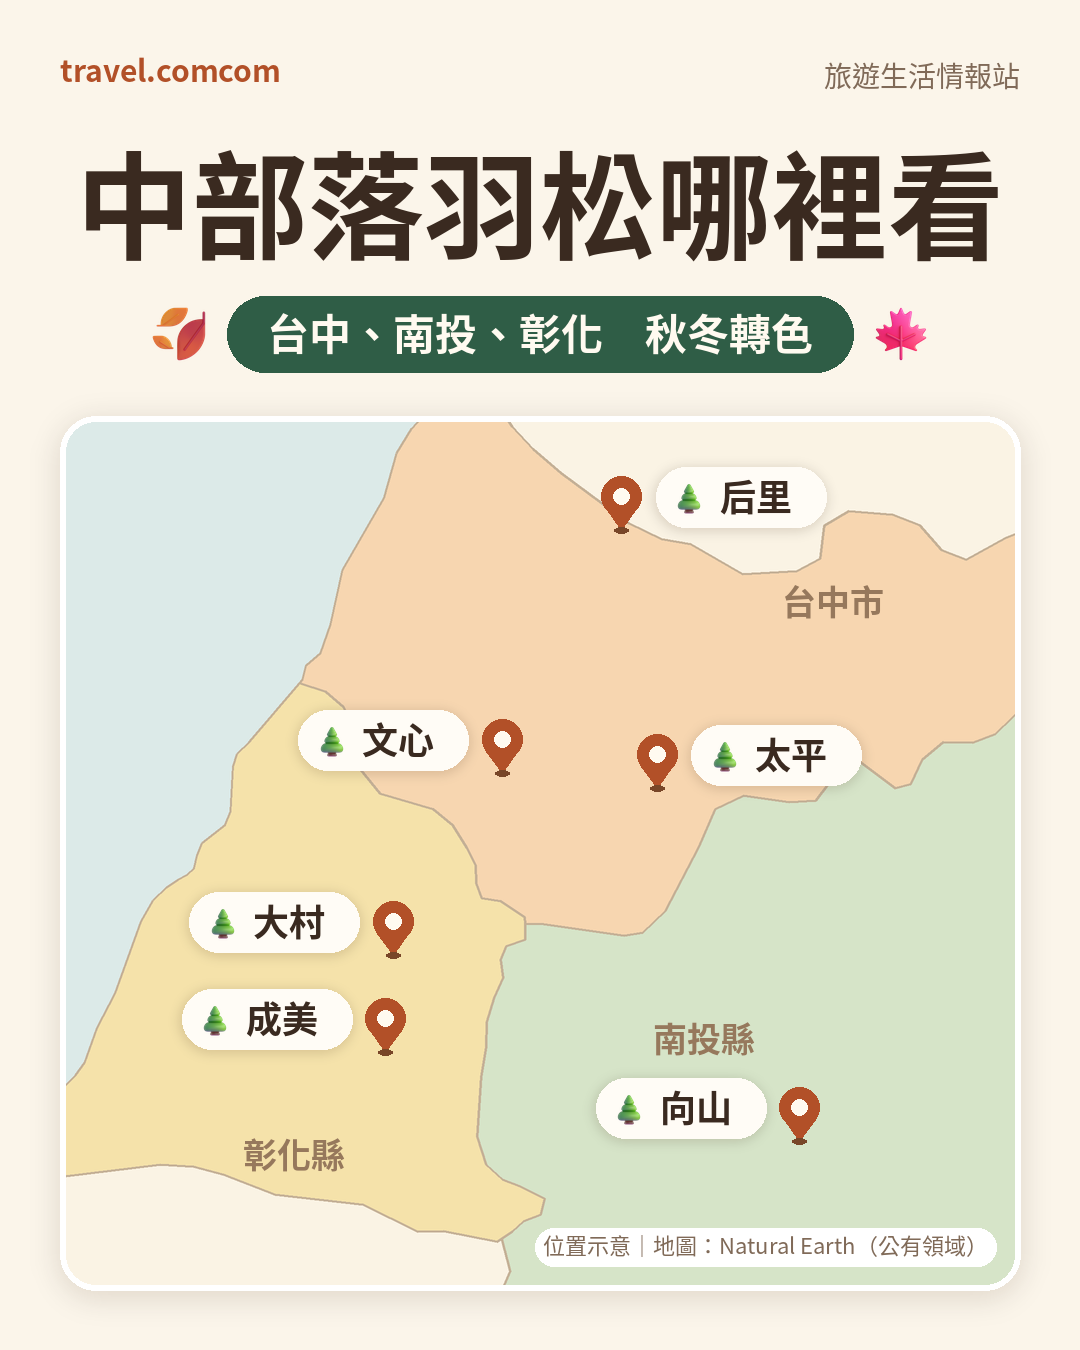 travel.comcom
旅遊生活情報站
中部落羽松哪裡看
台中、南投、彰化　秋冬轉色
后里
台中市
文心
太平
大村
成美
南投縣
向山
彰化縣
位置示意｜地圖：Natural Earth（公有領域）